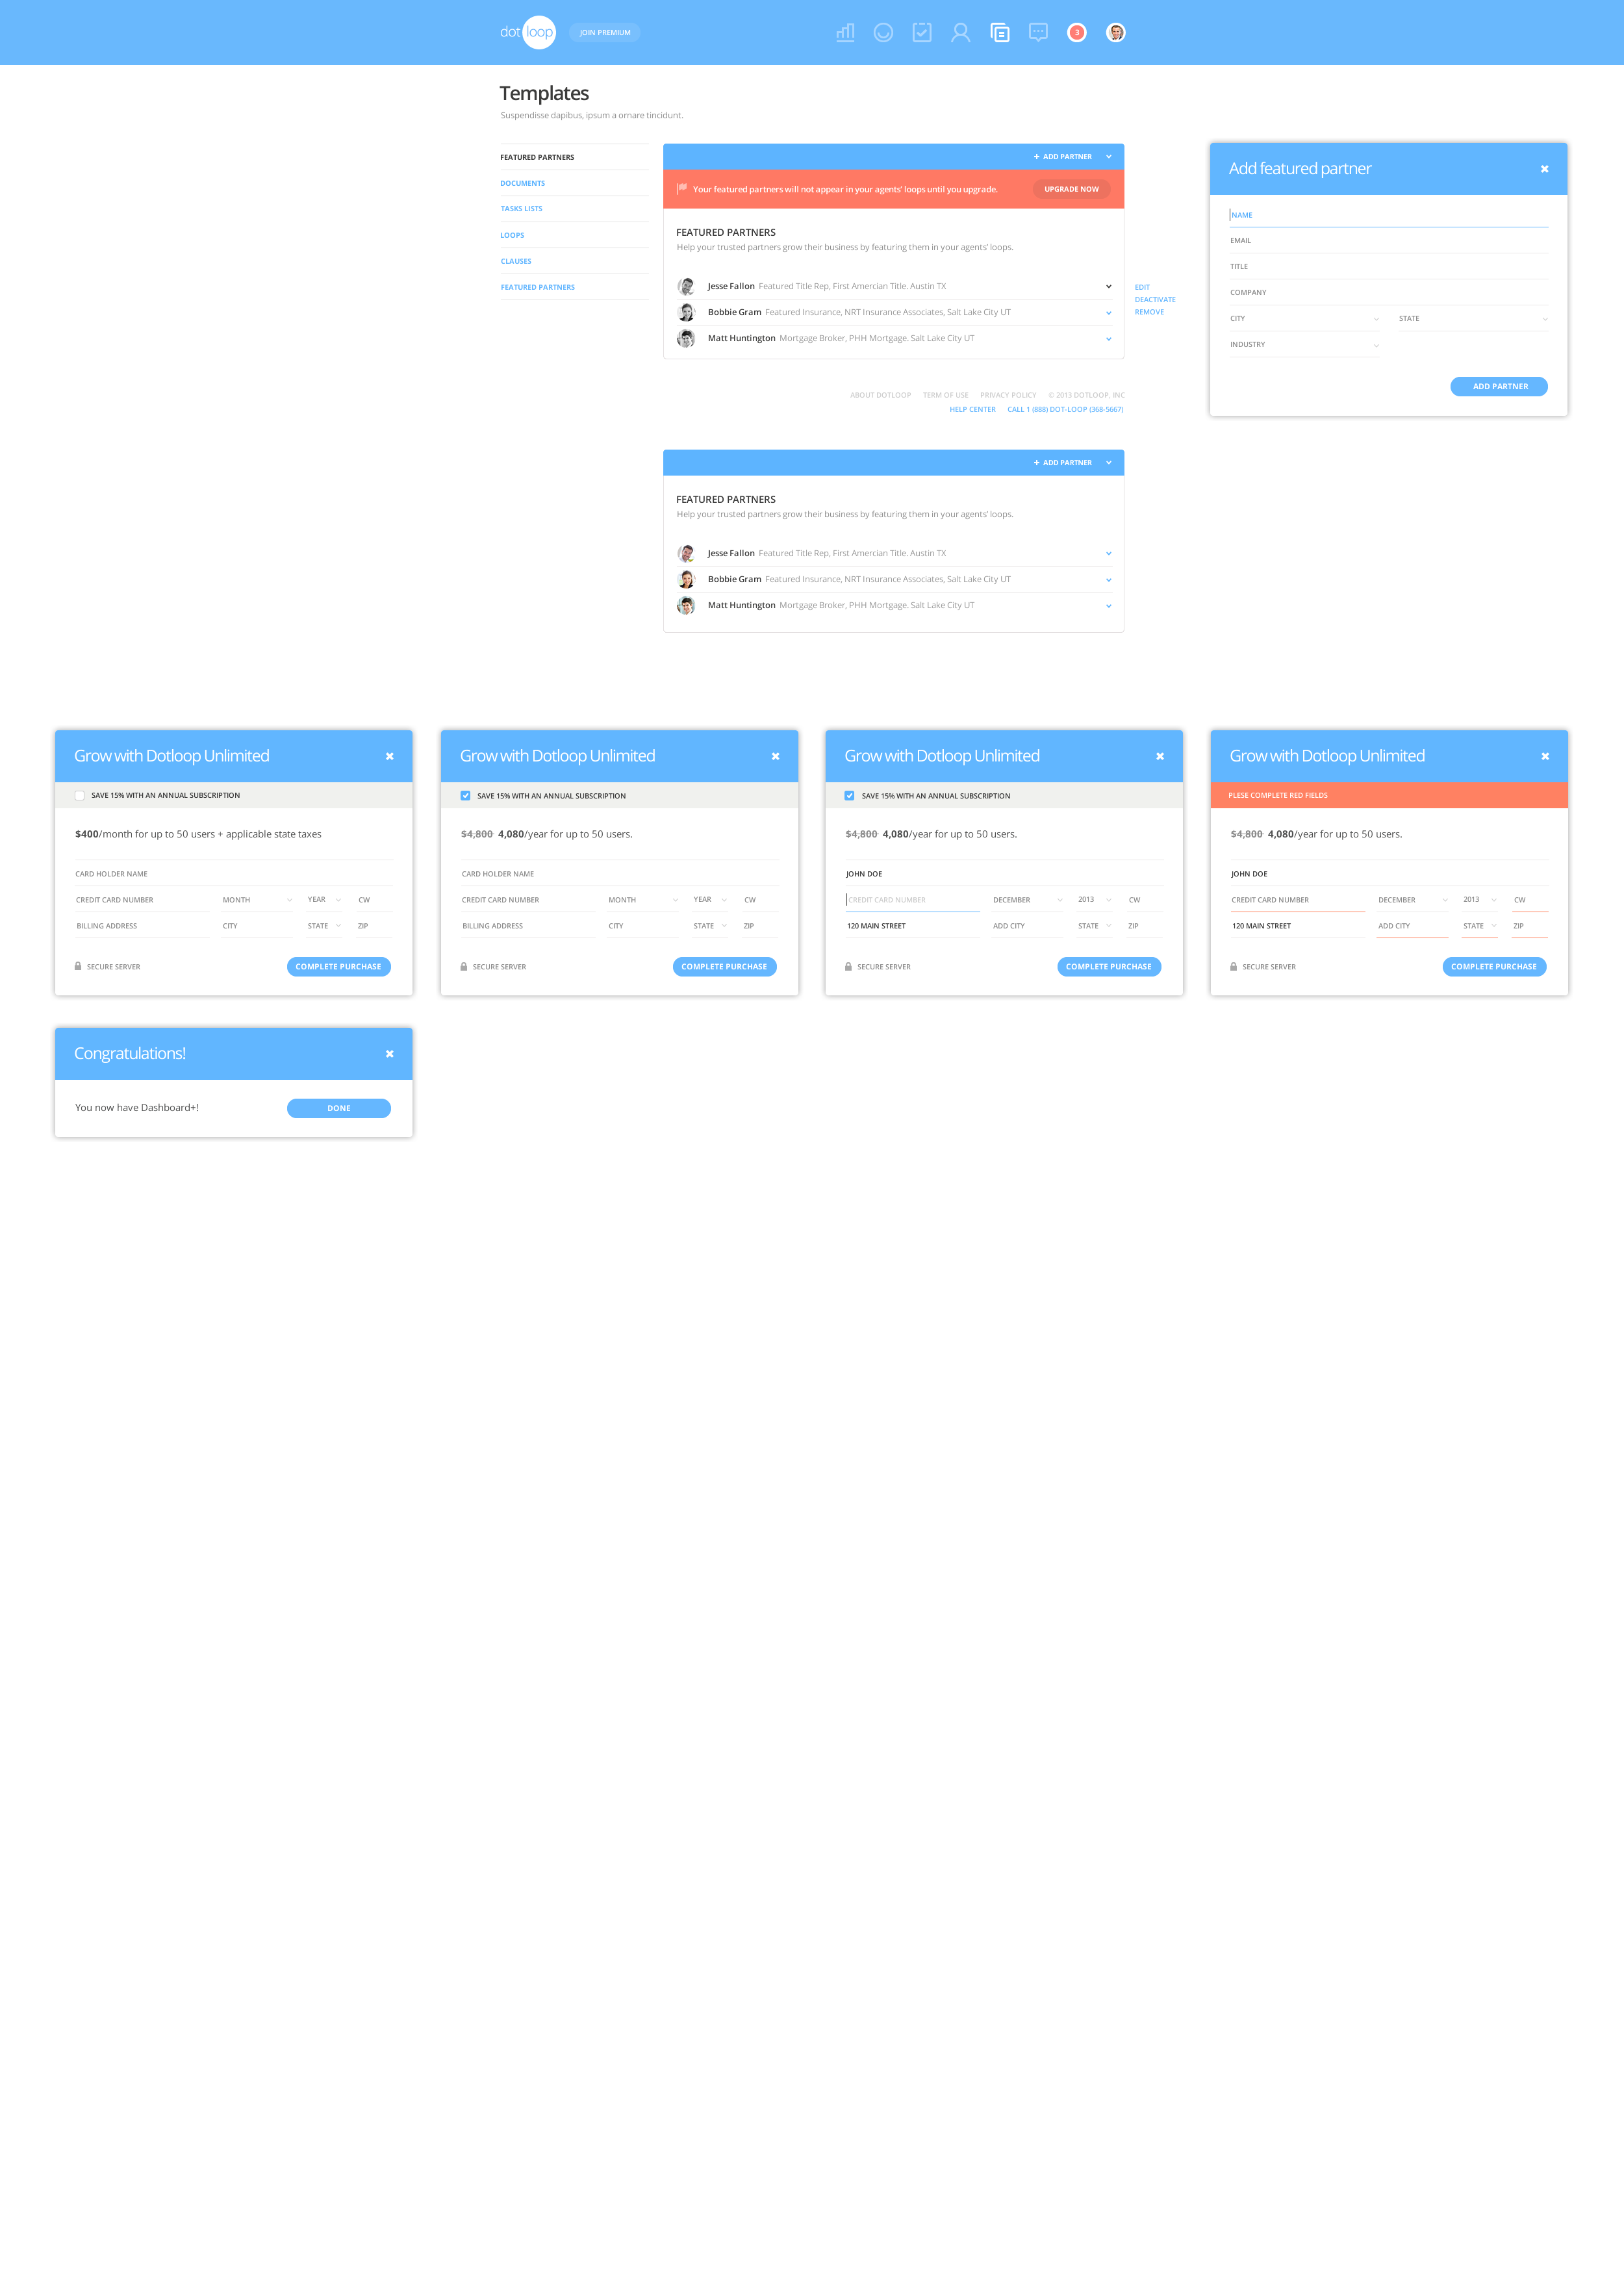 dot loop
JOIN PREMIUM
3
Templates
Suspendisse dapibus, ipsum a ornare tincidunt.
FEATURED PARTNERS
DOCUMENTS
TASKS LISTS
LOOPS
CLAUSES
FEATURED PARTNERS
+ ADD PARTNER
Your featured partners will not appear in your agents' loops until you upgrade.
UPGRADE NOW
FEATURED PARTNERS
Help your trusted partners grow their business by featuring them in your agents' loops.
Jesse Fallon Featured Title Rep, First Amercian Title. Austin TX
Bobbie Gram Featured Insurance, NRT Insurance Associates, Salt Lake City UT
Matt Huntington Mortgage Broker, PHH Mortgage. Salt Lake City UT
EDIT
DEACTIVATE
REMOVE
ABOUT DOTLOOP TERM OF USE PRIVACY POLICY © 2013 DOTLOOP, INC
HELP CENTER CALL 1 (888) DOT-LOOP (368-5667)
Add featured partner
NAME
EMAIL
TITLE
COMPANY
CITY STATE
INDUSTRY
ADD PARTNER
+ ADD PARTNER
FEATURED PARTNERS
Help your trusted partners grow their business by featuring them in your agents' loops.
Jesse Fallon Featured Title Rep, First Amercian Title. Austin TX
Bobbie Gram Featured Insurance, NRT Insurance Associates, Salt Lake City UT
Matt Huntington Mortgage Broker, PHH Mortgage. Salt Lake City UT
Grow with Dotloop Unlimited
SAVE 15% WITH AN ANNUAL SUBSCRIPTION
$400/month for up to 50 users + applicable state taxes
CARD HOLDER NAME
CREDIT CARD NUMBER MONTH YEAR CW
BILLING ADDRESS CITY STATE ZIP
SECURE SERVER COMPLETE PURCHASE
Grow with Dotloop Unlimited
SAVE 15% WITH AN ANNUAL SUBSCRIPTION
$4,800 4,080/year for up to 50 users.
CARD HOLDER NAME
CREDIT CARD NUMBER MONTH YEAR CW
BILLING ADDRESS CITY STATE ZIP
SECURE SERVER COMPLETE PURCHASE
Grow with Dotloop Unlimited
SAVE 15% WITH AN ANNUAL SUBSCRIPTION
$4,800 4,080/year for up to 50 users.
JOHN DOE
CREDIT CARD NUMBER DECEMBER 2013 CW
120 MAIN STREET ADD CITY STATE ZIP
SECURE SERVER COMPLETE PURCHASE
Grow with Dotloop Unlimited
PLESE COMPLETE RED FIELDS
$4,800 4,080/year for up to 50 users.
JOHN DOE
CREDIT CARD NUMBER DECEMBER 2013 CW
120 MAIN STREET ADD CITY STATE ZIP
SECURE SERVER COMPLETE PURCHASE
Congratulations!
You now have Dashboard+! DONE